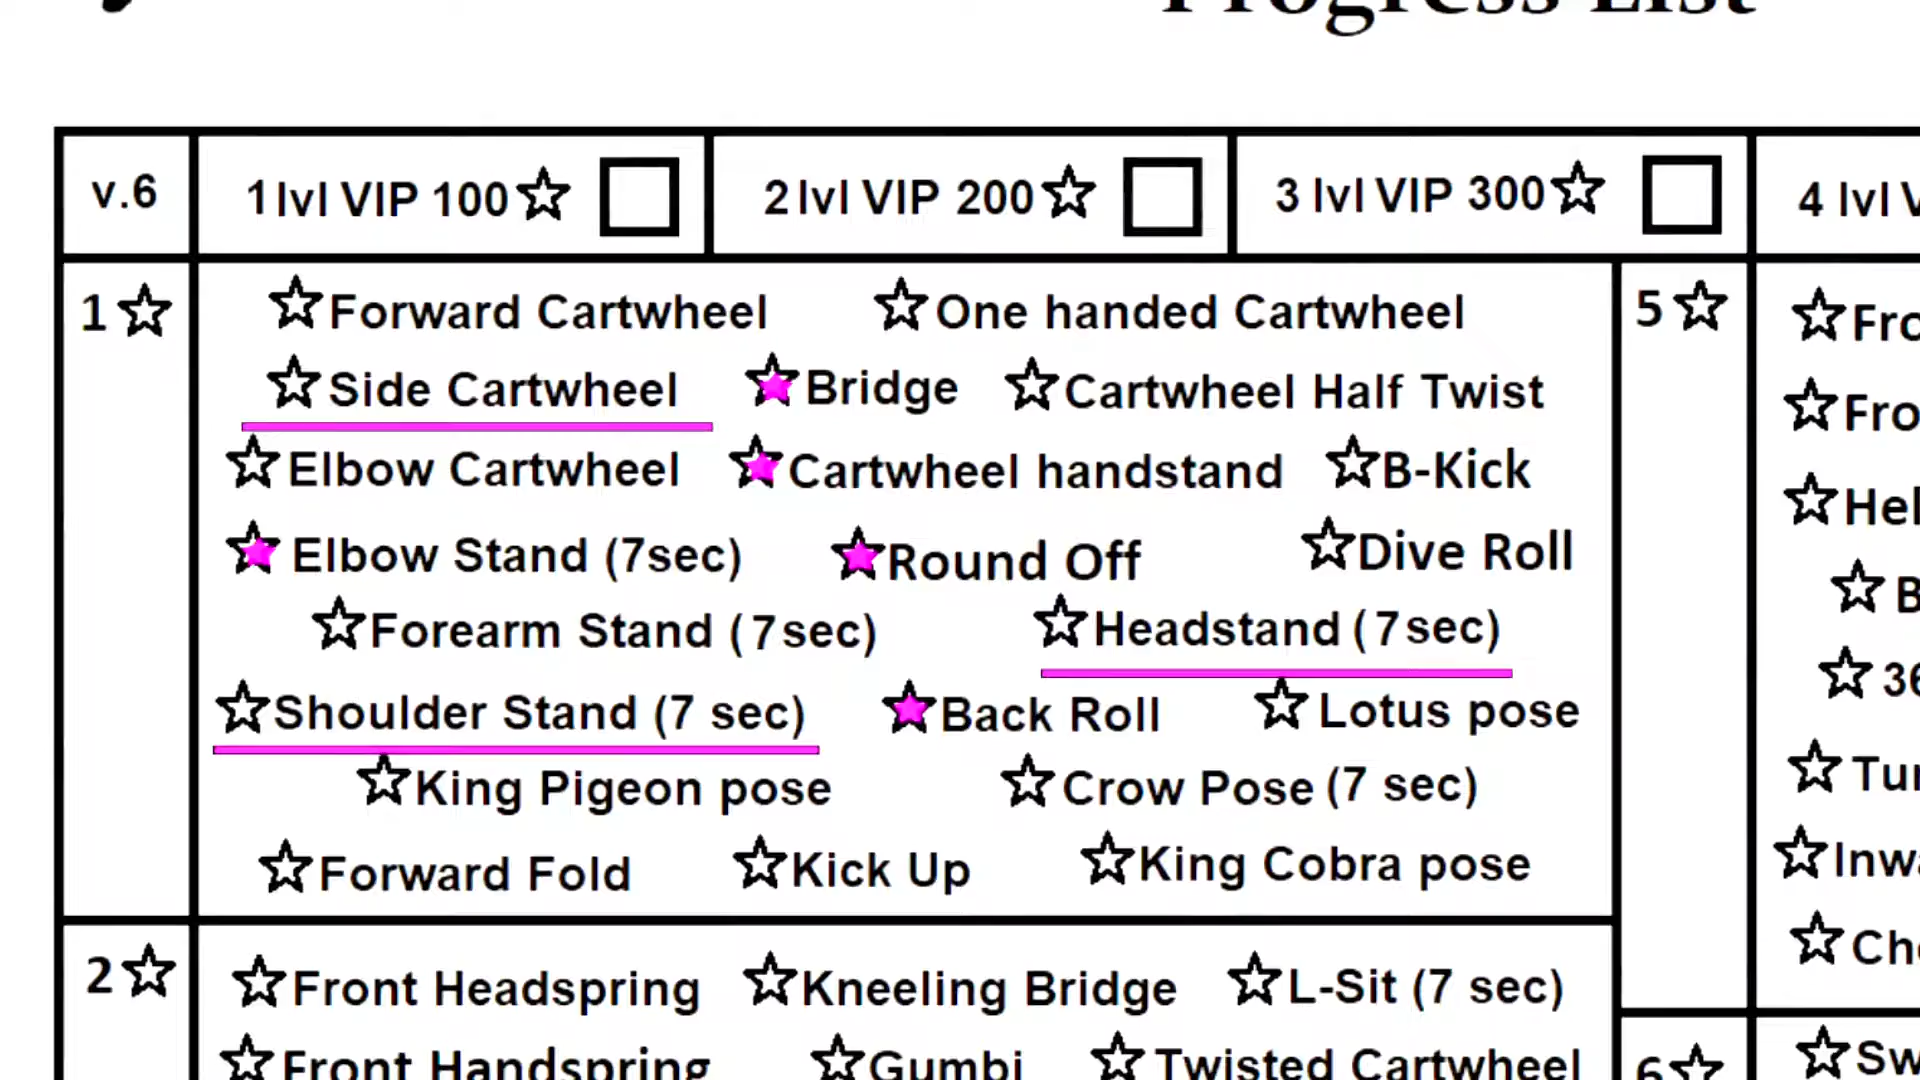 Progress List
v.6 1 lvl VIP 100 2 lvl VIP 200 3 lvl VIP 300 4 lvl
1 Forward Cartwheel One handed Cartwheel 5
Side Cartwheel Bridge Cartwheel Half Twist
Elbow Cartwheel Cartwheel handstand B-Kick
Elbow Stand (7sec) Round Off Dive Roll
Forearm Stand (7sec) Headstand (7sec)
Shoulder Stand (7 sec) Back Roll Lotus pose
King Pigeon pose Crow Pose (7 sec)
Forward Fold Kick Up King Cobra pose
2 Front Headspring Kneeling Bridge L-Sit (7 sec)
Front Handspring Gumbi Twisted Cartwheel 6